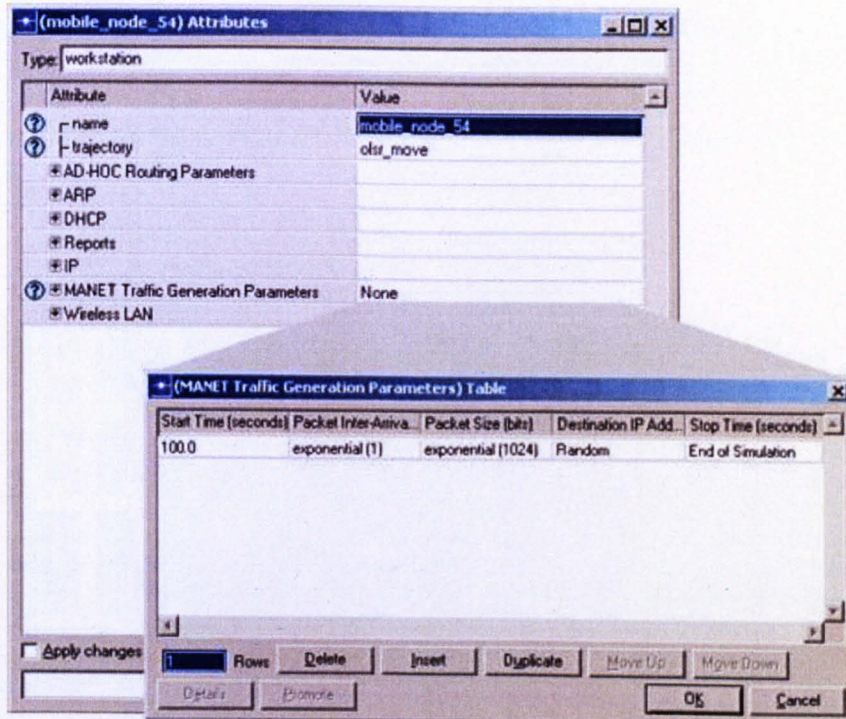 (mobile_node_54) Attributes
Type: workstation
Attribute Value
name mobile_node_54
trajectory olsr_move
AD-HOC Routing Parameters
ARP
DHCP
Reports
IP
MANET Traffic Generation Parameters None
Wireless LAN
(MANET Traffic Generation Parameters) Table
Start Time (seconds) Packet Inter-Arriva... Packet Size (bits) Destination IP Add... Stop Time (seconds)
100.0 exponential (1) exponential (1024) Random End of Simulation
Apply changes
1 Rows Delete Insert Duplicate Move Up Move Down
Details Promote OK Cancel